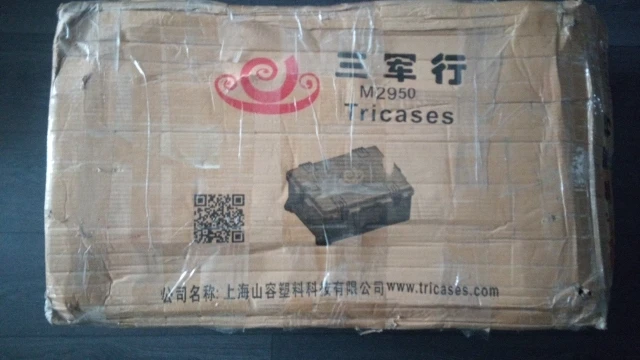 三军行
M2950
Tricases
公司名称: 上海山容塑料科技有限公司 www.tricases.com